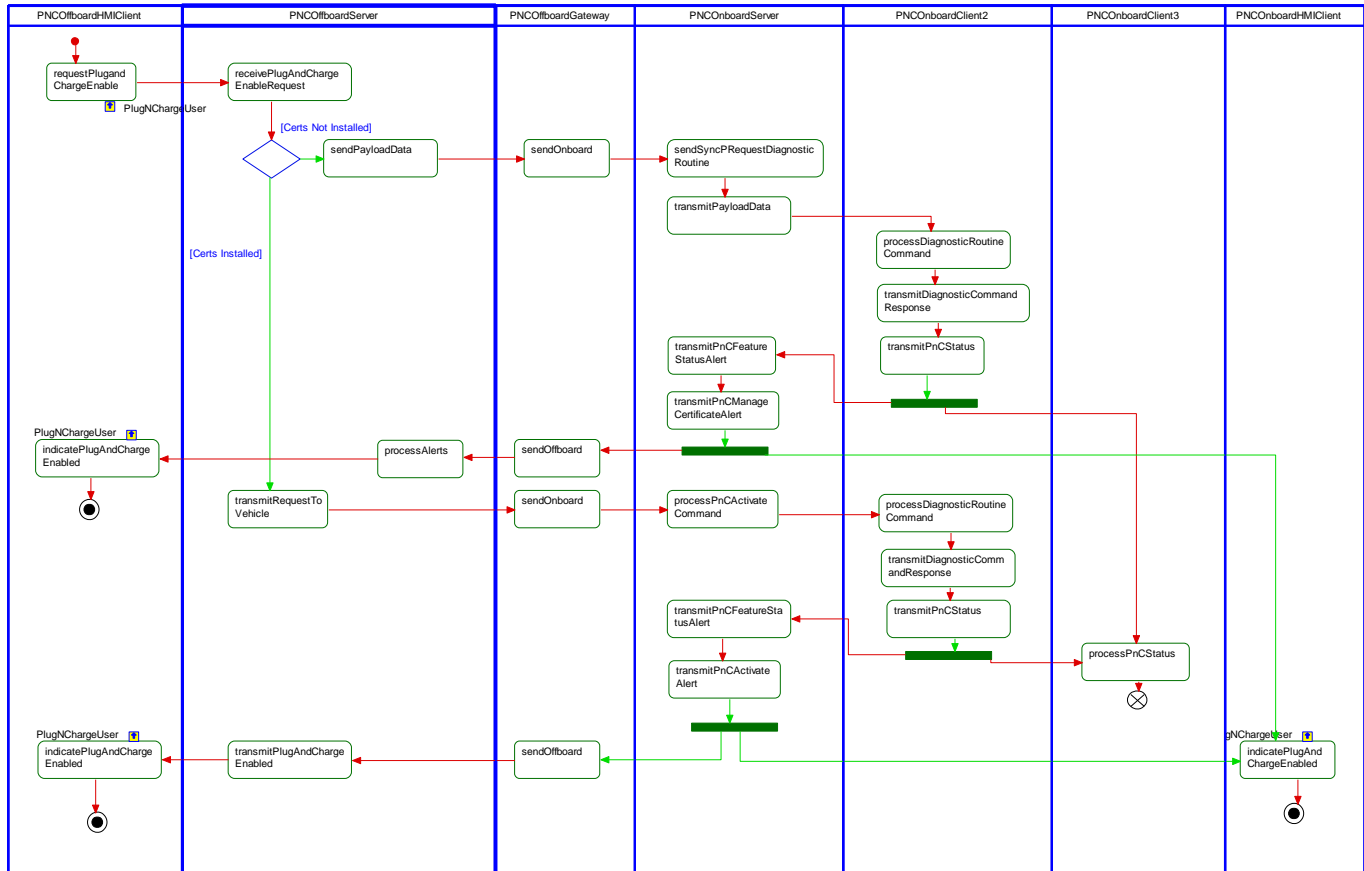 PNCOffboardHMIClient
PNCOffboardServer
PNCOffboardGateway
PNCOnboardServer
PNCOnboardClient2
PNCOnboardClient3
PNCOnboardHMIClient
requestPlugand
ChargeEnable
PlugNChargeUser
receivePlugAndCharge
EnableRequest
[Certs Not Installed]
sendPayloadData
sendOnboard
sendSyncPRequestDiagnostic
Routine
transmitPayloadData
[Certs Installed]
processDiagnosticRoutine
Command
transmitDiagnosticCommand
Response
transmitPnCFeature
StatusAlert
transmitPnCStatus
transmitPnCManage
CertificateAlert
PlugNChargeUser
indicatePlugAndCharge
Enabled
processAlerts
sendOffboard
transmitRequestTo
Vehicle
sendOnboard
processPnCActivate
Command
processDiagnosticRoutine
Command
transmitDiagnosticComm
andResponse
transmitPnCFeatureSta
tusAlert
transmitPnCStatus
processPnCStatus
transmitPnCActivate
Alert
PlugNChargeUser
indicatePlugAndCharge
Enabled
transmitPlugAndCharge
Enabled
sendOffboard
gNChargeUser
indicatePlugAnd
ChargeEnabled